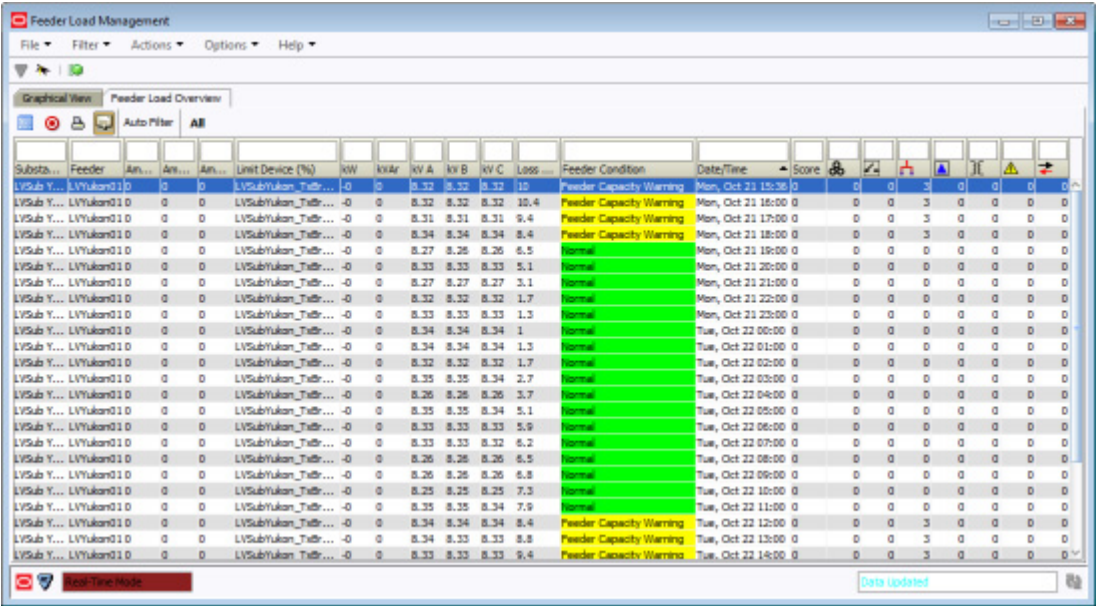 Feeder Load Management
File Filter Actions Options Help
Graphical View Feeder Load Overview
Auto Filter All
Substa... Feeder Am... Am... Am... Limit Device (%) kW kVAr kV A kV B kV C Loss ... Feeder Condition Date/Time Score
LVSub Y... LVYukon01 0 0 0 LVSubYukon_TxBr... -0 0 8.32 8.32 8.32 10 Feeder Capacity Warning Mon, Oct 21 15:36 0 0 0 3 0 0 0 0
LVSub Y... LVYukon01 0 0 0 LVSubYukon_TxBr... -0 0 8.32 8.32 8.32 10.4 Feeder Capacity Warning Mon, Oct 21 16:00 0 0 0 3 0 0 0 0
LVSub Y... LVYukon01 0 0 0 LVSubYukon_TxBr... -0 0 8.31 8.31 8.31 9.4 Feeder Capacity Warning Mon, Oct 21 17:00 0 0 0 3 0 0 0 0
LVSub Y... LVYukon01 0 0 0 LVSubYukon_TxBr... -0 0 8.34 8.34 8.34 8.4 Feeder Capacity Warning Mon, Oct 21 18:00 0 0 0 3 0 0 0 0
LVSub Y... LVYukon01 0 0 0 LVSubYukon_TxBr... -0 0 8.27 8.26 8.26 6.5 Normal Mon, Oct 21 19:00 0 0 0 0 0 0 0 0
LVSub Y... LVYukon01 0 0 0 LVSubYukon_TxBr... -0 0 8.33 8.33 8.33 5.1 Normal Mon, Oct 21 20:00 0 0 0 0 0 0 0 0
LVSub Y... LVYukon01 0 0 0 LVSubYukon_TxBr... -0 0 8.27 8.27 8.27 3.1 Normal Mon, Oct 21 21:00 0 0 0 0 0 0 0 0
LVSub Y... LVYukon01 0 0 0 LVSubYukon_TxBr... -0 0 8.32 8.32 8.32 1.7 Normal Mon, Oct 21 22:00 0 0 0 0 0 0 0 0
LVSub Y... LVYukon01 0 0 0 LVSubYukon_TxBr... -0 0 8.33 8.33 8.33 1.3 Normal Mon, Oct 21 23:00 0 0 0 0 0 0 0 0
LVSub Y... LVYukon01 0 0 0 LVSubYukon_TxBr... -0 0 8.34 8.34 8.34 1 Normal Tue, Oct 22 00:00 0 0 0 0 0 0 0 0
LVSub Y... LVYukon01 0 0 0 LVSubYukon_TxBr... -0 0 8.34 8.34 8.34 1.3 Normal Tue, Oct 22 01:00 0 0 0 0 0 0 0 0
LVSub Y... LVYukon01 0 0 0 LVSubYukon_TxBr... -0 0 8.32 8.32 8.32 1.7 Normal Tue, Oct 22 02:00 0 0 0 0 0 0 0 0
LVSub Y... LVYukon01 0 0 0 LVSubYukon_TxBr... -0 0 8.35 8.35 8.34 2.7 Normal Tue, Oct 22 03:00 0 0 0 0 0 0 0 0
LVSub Y... LVYukon01 0 0 0 LVSubYukon_TxBr... -0 0 8.26 8.26 8.26 3.7 Normal Tue, Oct 22 04:00 0 0 0 0 0 0 0 0
LVSub Y... LVYukon01 0 0 0 LVSubYukon_TxBr... -0 0 8.35 8.35 8.34 5.1 Normal Tue, Oct 22 05:00 0 0 0 0 0 0 0 0
LVSub Y... LVYukon01 0 0 0 LVSubYukon_TxBr... -0 0 8.33 8.33 8.33 5.9 Normal Tue, Oct 22 06:00 0 0 0 0 0 0 0 0
LVSub Y... LVYukon01 0 0 0 LVSubYukon_TxBr... -0 0 8.33 8.33 8.32 6.2 Normal Tue, Oct 22 07:00 0 0 0 0 0 0 0 0
LVSub Y... LVYukon01 0 0 0 LVSubYukon_TxBr... -0 0 8.26 8.26 8.26 6.5 Normal Tue, Oct 22 08:00 0 0 0 0 0 0 0 0
LVSub Y... LVYukon01 0 0 0 LVSubYukon_TxBr... -0 0 8.26 8.26 8.26 6.8 Normal Tue, Oct 22 09:00 0 0 0 0 0 0 0 0
LVSub Y... LVYukon01 0 0 0 LVSubYukon_TxBr... -0 0 8.25 8.25 8.25 7.3 Normal Tue, Oct 22 10:00 0 0 0 0 0 0 0 0
LVSub Y... LVYukon01 0 0 0 LVSubYukon_TxBr... -0 0 8.35 8.35 8.34 7.9 Normal Tue, Oct 22 11:00 0 0 0 0 0 0 0 0
LVSub Y... LVYukon01 0 0 0 LVSubYukon_TxBr... -0 0 8.34 8.34 8.34 8.4 Feeder Capacity Warning Tue, Oct 22 12:00 0 0 0 3 0 0 0 0
LVSub Y... LVYukon01 0 0 0 LVSubYukon_TxBr... -0 0 8.34 8.33 8.33 8.8 Feeder Capacity Warning Tue, Oct 22 13:00 0 0 0 3 0 0 0 0
LVSub Y... LVYukon01 0 0 0 LVSubYukon_TxBr... -0 0 8.33 8.33 8.33 9.4 Feeder Capacity Warning Tue, Oct 22 14:00 0 0 0 3 0 0 0 0
Real-Time Mode Data Updated